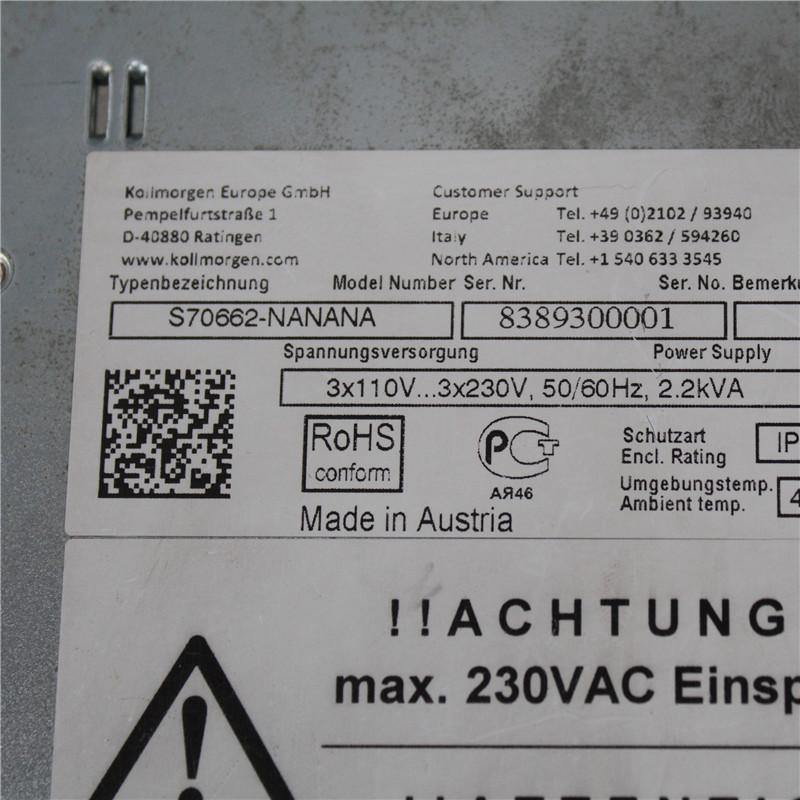 Kollmorgen Europe GmbH Customer Support
Pempelfurtstraße 1 Europe Tel. +49 (0)2102 / 93940
D-40880 Ratingen Italy Tel. +39 0362 / 594260
www.kollmorgen.com North America Tel. +1 540 633 3545
Typenbezeichnung Model Number Ser. Nr. Ser. No.
S70662-NANANA 8389300001
Spannungsversorgung Power Supply
3x110V...3x230V, 50/60Hz, 2.2kVA
RoHS
conform
PCT
АЯ46
Schutzart
Encl. Rating IP
Umgebungstemp.
Ambient temp. 4
Made in Austria
!!ACHTUNG
max. 230VAC